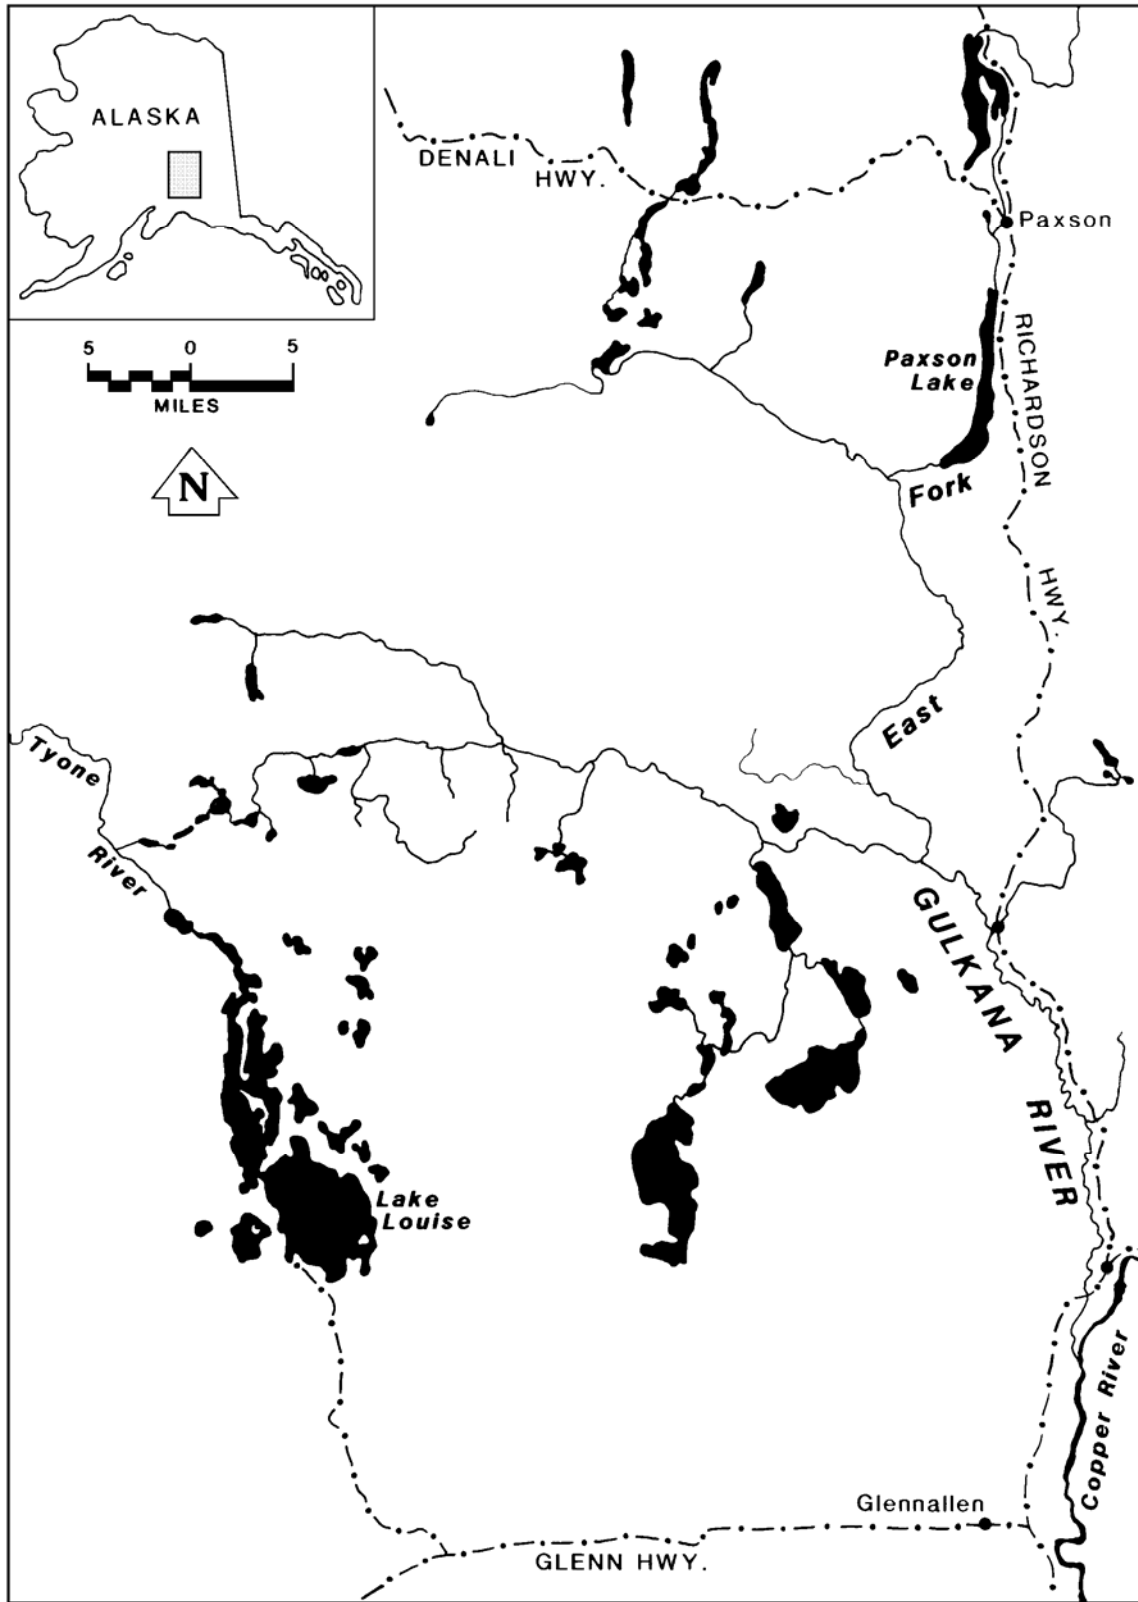 ALASKA
DENALI
HWY.
Paxson
5 0 5
MILES
N
Paxson
Lake
RICHARDSON
HWY.
Fork
East
Tyone
River
GULKANA
RIVER
Lake
Louise
Copper River
Glennallen
GLENN HWY.